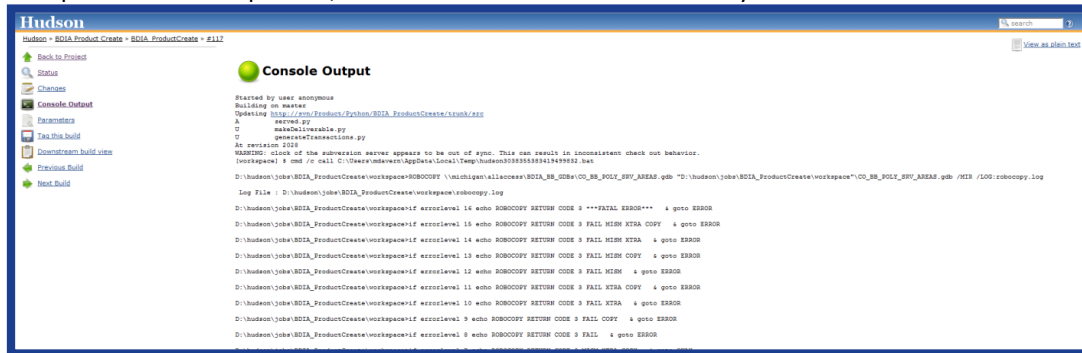 Hudson
search
Hudson » BDIA Product Create » BDIA_ProductCreate » #117
View as plain text
Back to Project
Status
Changes
Console Output
Parameters
Tag this build
Downstream build view
Previous Build
Next Build
Console Output
Started by user anonymous
Building on master
Updating http://svn/Product/Python/BDIA_ProductCreate/trunk/src
A served.py
U makeDeliverable.py
U generateTransactions.py
At revision 2028
WARNING: clock of the subversion server appears to be out of sync. This can result in inconsistent check out behavior.
[workspace] $ cmd /c call C:\Users\mdavern\AppData\Local\Temp\hudson3038355383419499832.bat
D:\hudson\jobs\BDIA_ProductCreate\workspace>ROBOCOPY \\michigan\allaccess\BDIA_BB_GDBs\CO_BB_POLY_SRV_AREAS.gdb "D:\hudson\jobs\BDIA_ProductCreate\workspace"\CO_BB_POLY_SRV_AREAS.gdb /MIR /LOG:robocopy.log
Log File : D:\hudson\jobs\BDIA_ProductCreate\workspace\robocopy.log
D:\hudson\jobs\BDIA_ProductCreate\workspace>if errorlevel 16 echo ROBOCOPY RETURN CODE 3 ***FATAL ERROR*** & goto ERROR
D:\hudson\jobs\BDIA_ProductCreate\workspace>if errorlevel 15 echo ROBOCOPY RETURN CODE 3 FAIL MISM XTRA COPY & goto ERROR
D:\hudson\jobs\BDIA_ProductCreate\workspace>if errorlevel 14 echo ROBOCOPY RETURN CODE 3 FAIL MISM XTRA & goto ERROR
D:\hudson\jobs\BDIA_ProductCreate\workspace>if errorlevel 13 echo ROBOCOPY RETURN CODE 3 FAIL MISM COPY & goto ERROR
D:\hudson\jobs\BDIA_ProductCreate\workspace>if errorlevel 12 echo ROBOCOPY RETURN CODE 3 FAIL MISM & goto ERROR
D:\hudson\jobs\BDIA_ProductCreate\workspace>if errorlevel 11 echo ROBOCOPY RETURN CODE 3 FAIL XTRA COPY & goto ERROR
D:\hudson\jobs\BDIA_ProductCreate\workspace>if errorlevel 10 echo ROBOCOPY RETURN CODE 3 FAIL XTRA & goto ERROR
D:\hudson\jobs\BDIA_ProductCreate\workspace>if errorlevel 9 echo ROBOCOPY RETURN CODE 3 FAIL COPY & goto ERROR
D:\hudson\jobs\BDIA_ProductCreate\workspace>if errorlevel 8 echo ROBOCOPY RETURN CODE 3 FAIL & goto ERROR